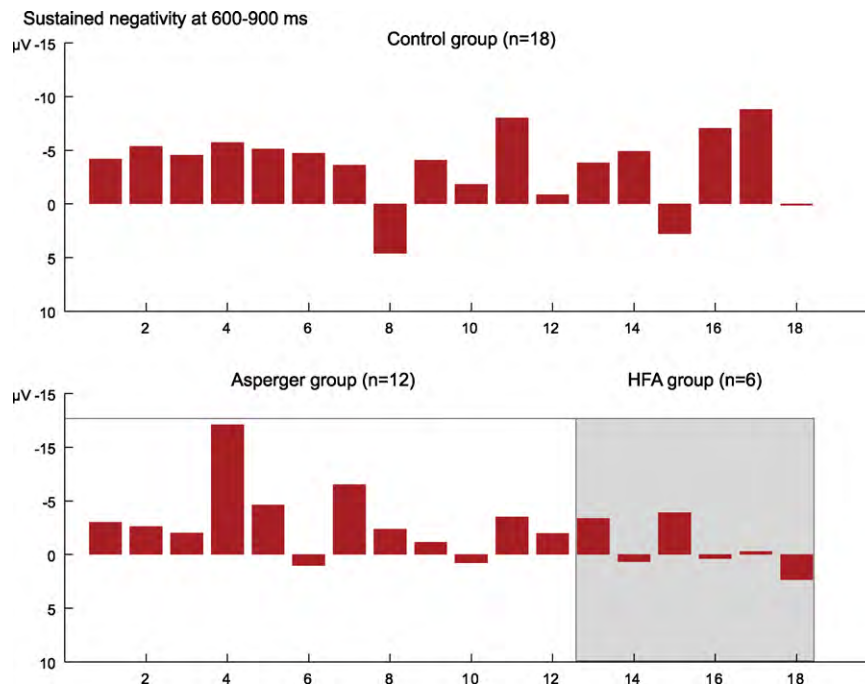 Sustained negativity at 600-900 ms
µV -15
Control group (n=18)
-10
-5
0
5
10
2 4 6 8 10 12 14 16 18
Asperger group (n=12) HFA group (n=6)
µV -15
-15
-5
0
5
10
2 4 6 8 10 12 14 16 18